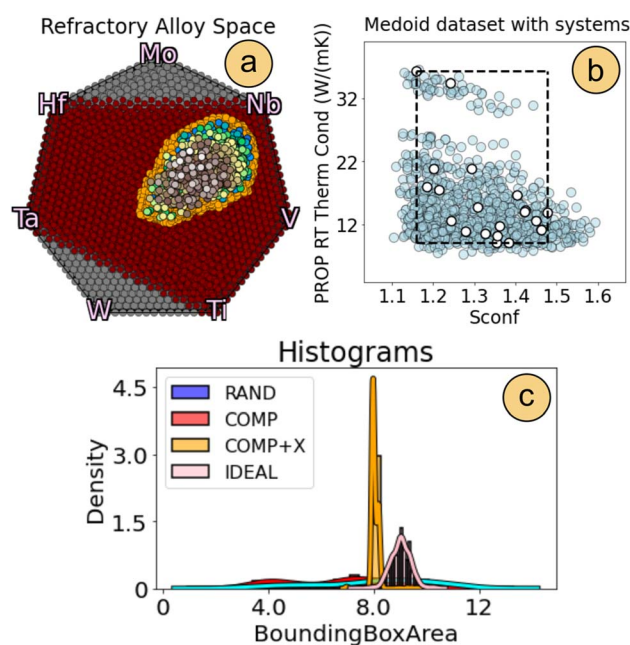 Refractory Alloy Space
a
Mo
Hf
Nb
Ta
V
W
Ti
Medoid dataset with systems
b
PROP RT Therm Cond (W/(mK))
32
22
12
1.1 1.2 1.3 1.4 1.5 1.6
Sconf
Histograms
c
Density
4.5
3.0
1.5
0
RAND
COMP
COMP+X
IDEAL
0 4.0 8.0 12
BoundingBoxArea